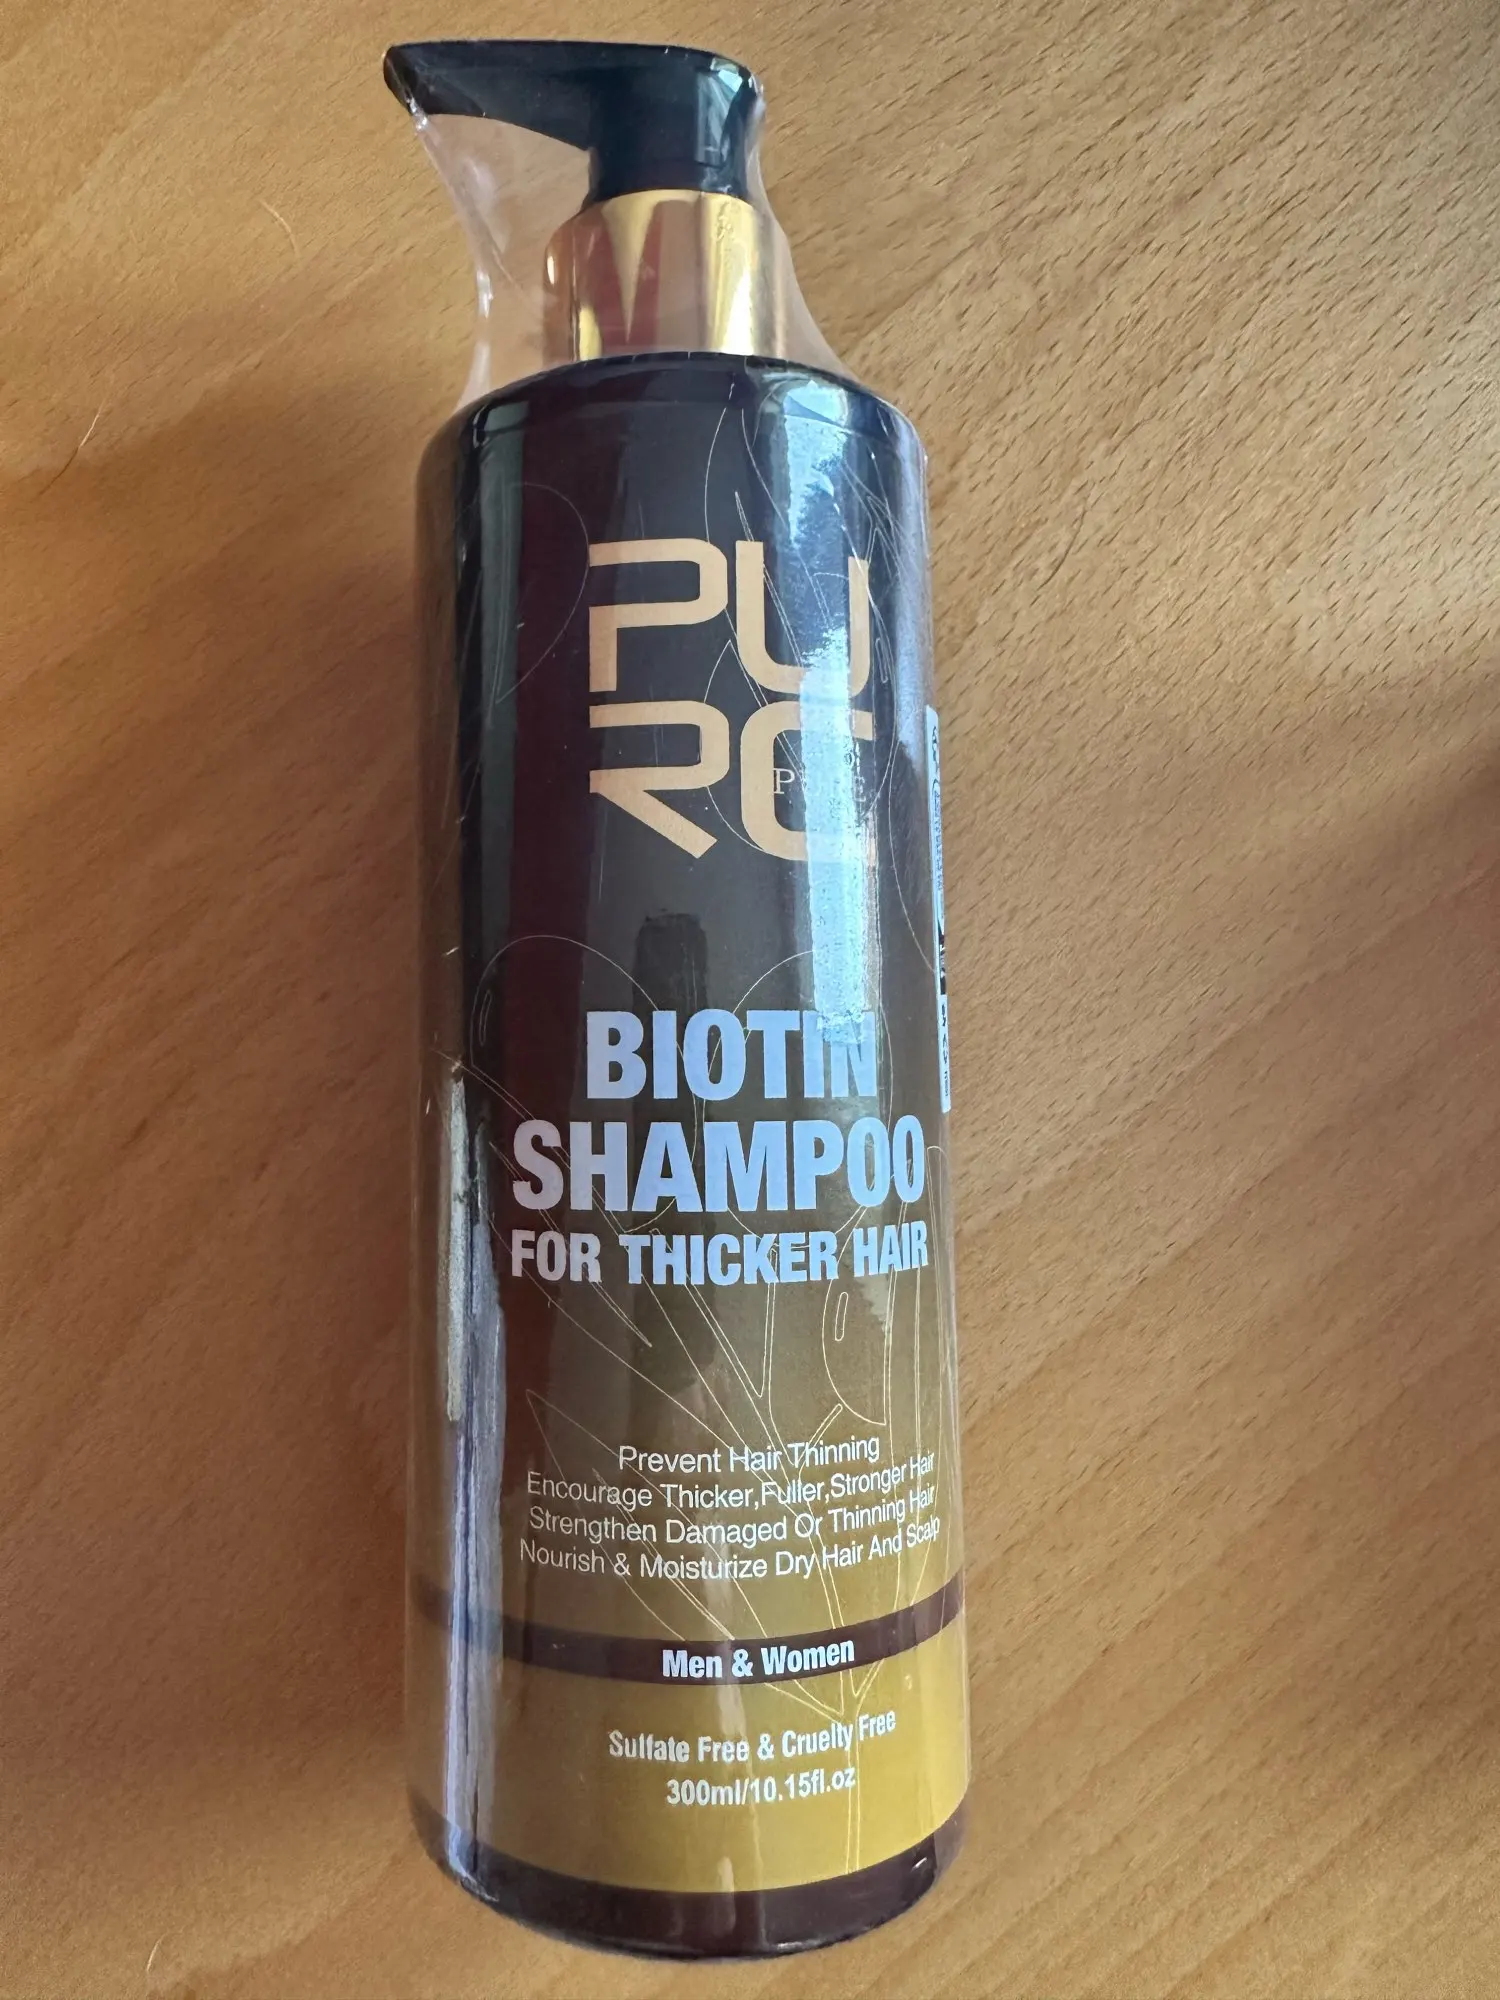 PU
RC
PURE
BIOTIN
SHAMPOO
FOR THICKER HAIR
Prevent Hair Thinning
Encourage Thicker,Fuller,Stronger Hair
Strengthen Damaged Or Thinning Hair
Nourish & Moisturize Dry Hair And Scalp
Men & Women
Sulfate Free & Cruelty Free
300ml/10.15fl.oz